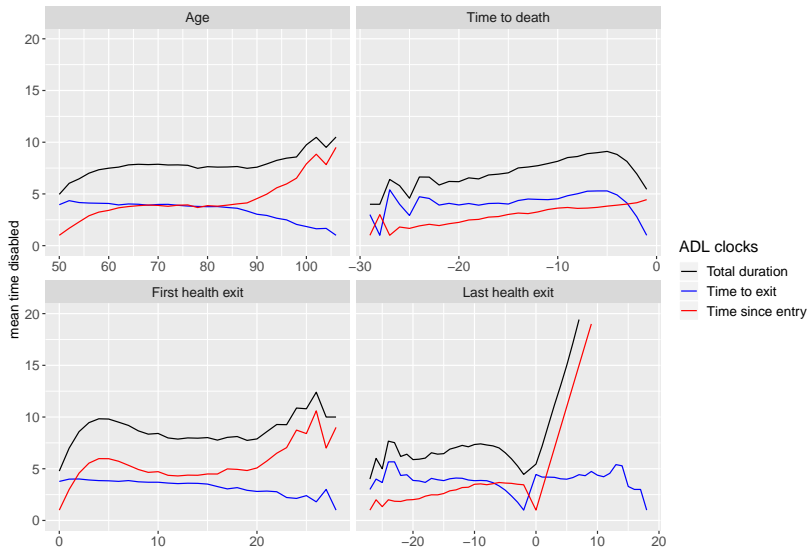 Age
Time to death
20
15
10
5
0
50 60 70 80 90 100
−30 −20 −10 0
First health exit
Last health exit
20
15
10
5
0
0 10 20
−20 −10 0 10 20
mean time disabled
ADL clocks
Total duration
Time to exit
Time since entry